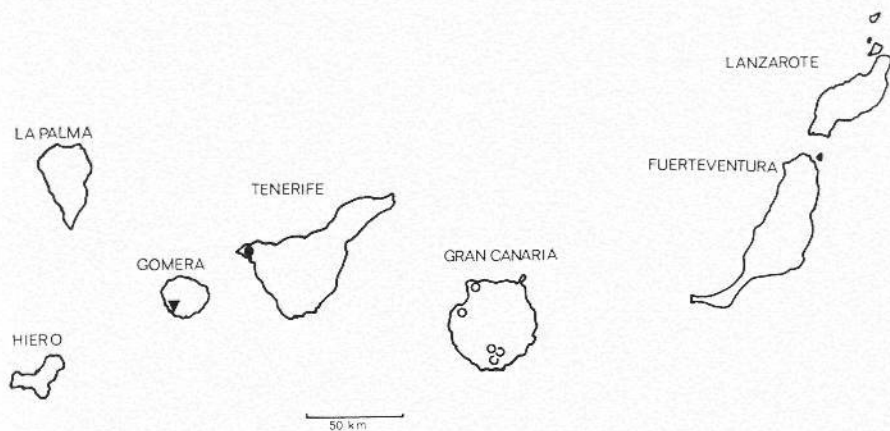 LANZAROTE
LA PALMA
FUERTEVENTURA
TENERIFE
GRAN CANARIA
GOMERA
HIERO
50 km